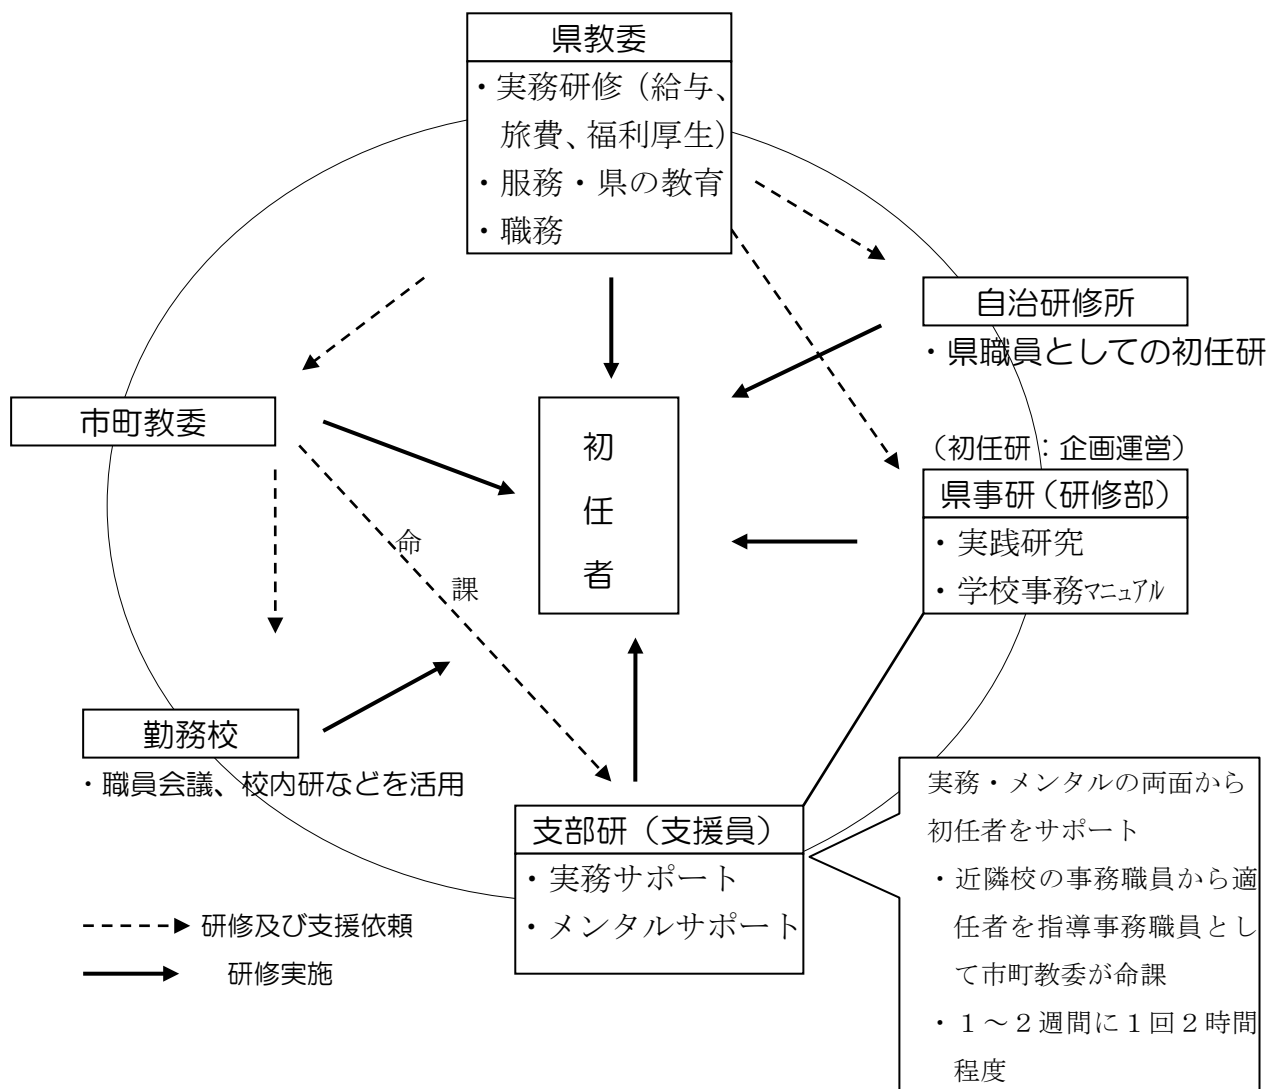 県教委
・実務研修（給与、
旅費、福利厚生）
・服務・県の教育
・職務
自治研修所
・県職員としての初任研
市町教委
初
任
者
（初任研：企画運営）
県事研（研修部）
・実践研究
・学校事務マニュアル
命
課
勤務校
・職員会議、校内研などを活用
支部研（支援員）
・実務サポート
・メンタルサポート
実務・メンタルの両面から
初任者をサポート
・近隣校の事務職員から適
任者を指導事務職員とし
て市町教委が命課
・１～２週間に１回２時間
程度
研修及び支援依頼
研修実施